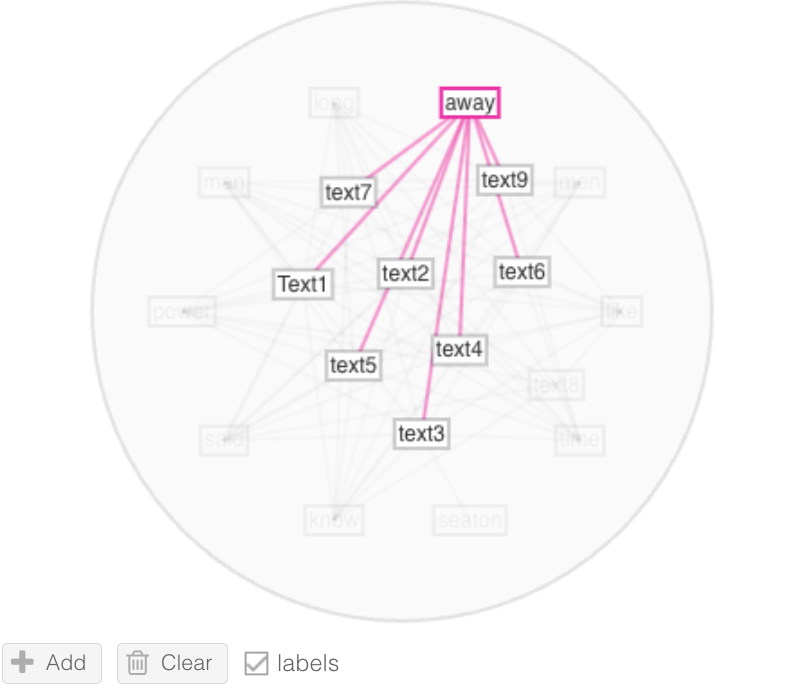 long
away
man
text7
text9
men
Text1
text2
text6
power
like
text5
text4
text8
said
text3
time
know
seaton
Add Clear labels